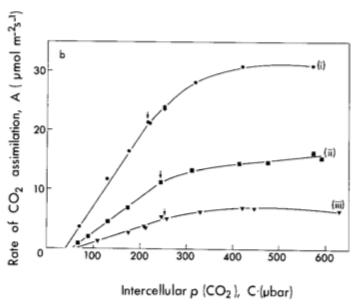 b
30
20
10
0
100
200
300
400
500
600
(i)
(ii)
(iii)
Rate of CO2 assimilation, A (μmol m-2s-1)
Intercellular p (CO2), C·(μbar)